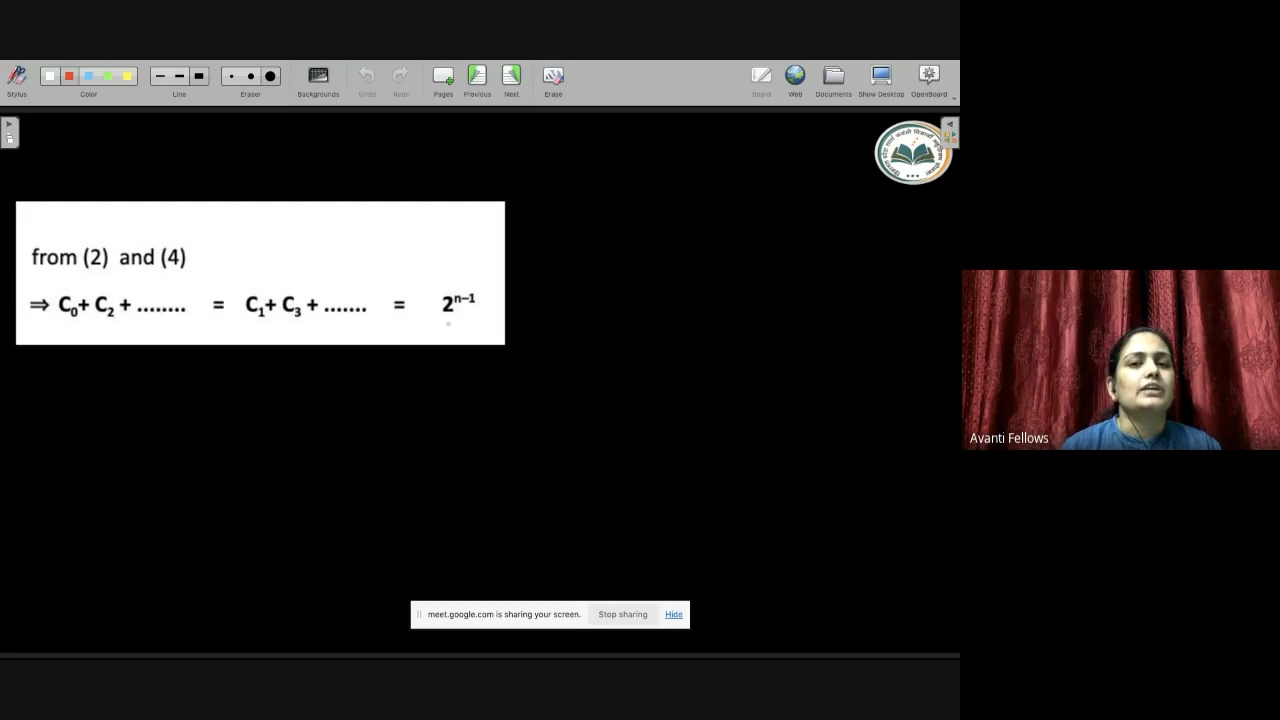 Stylus Color Line Eraser Backgrounds Undo Redo Pages Previous Next Erase Board Web Documents Show Desktop OpenBoard
from (2) and (4)
⇒ C₀+ C₂ + ........ = C₁+ C₃ + ....... = 2ⁿ⁻¹
Avanti Fellows
meet.google.com is sharing your screen. Stop sharing Hide